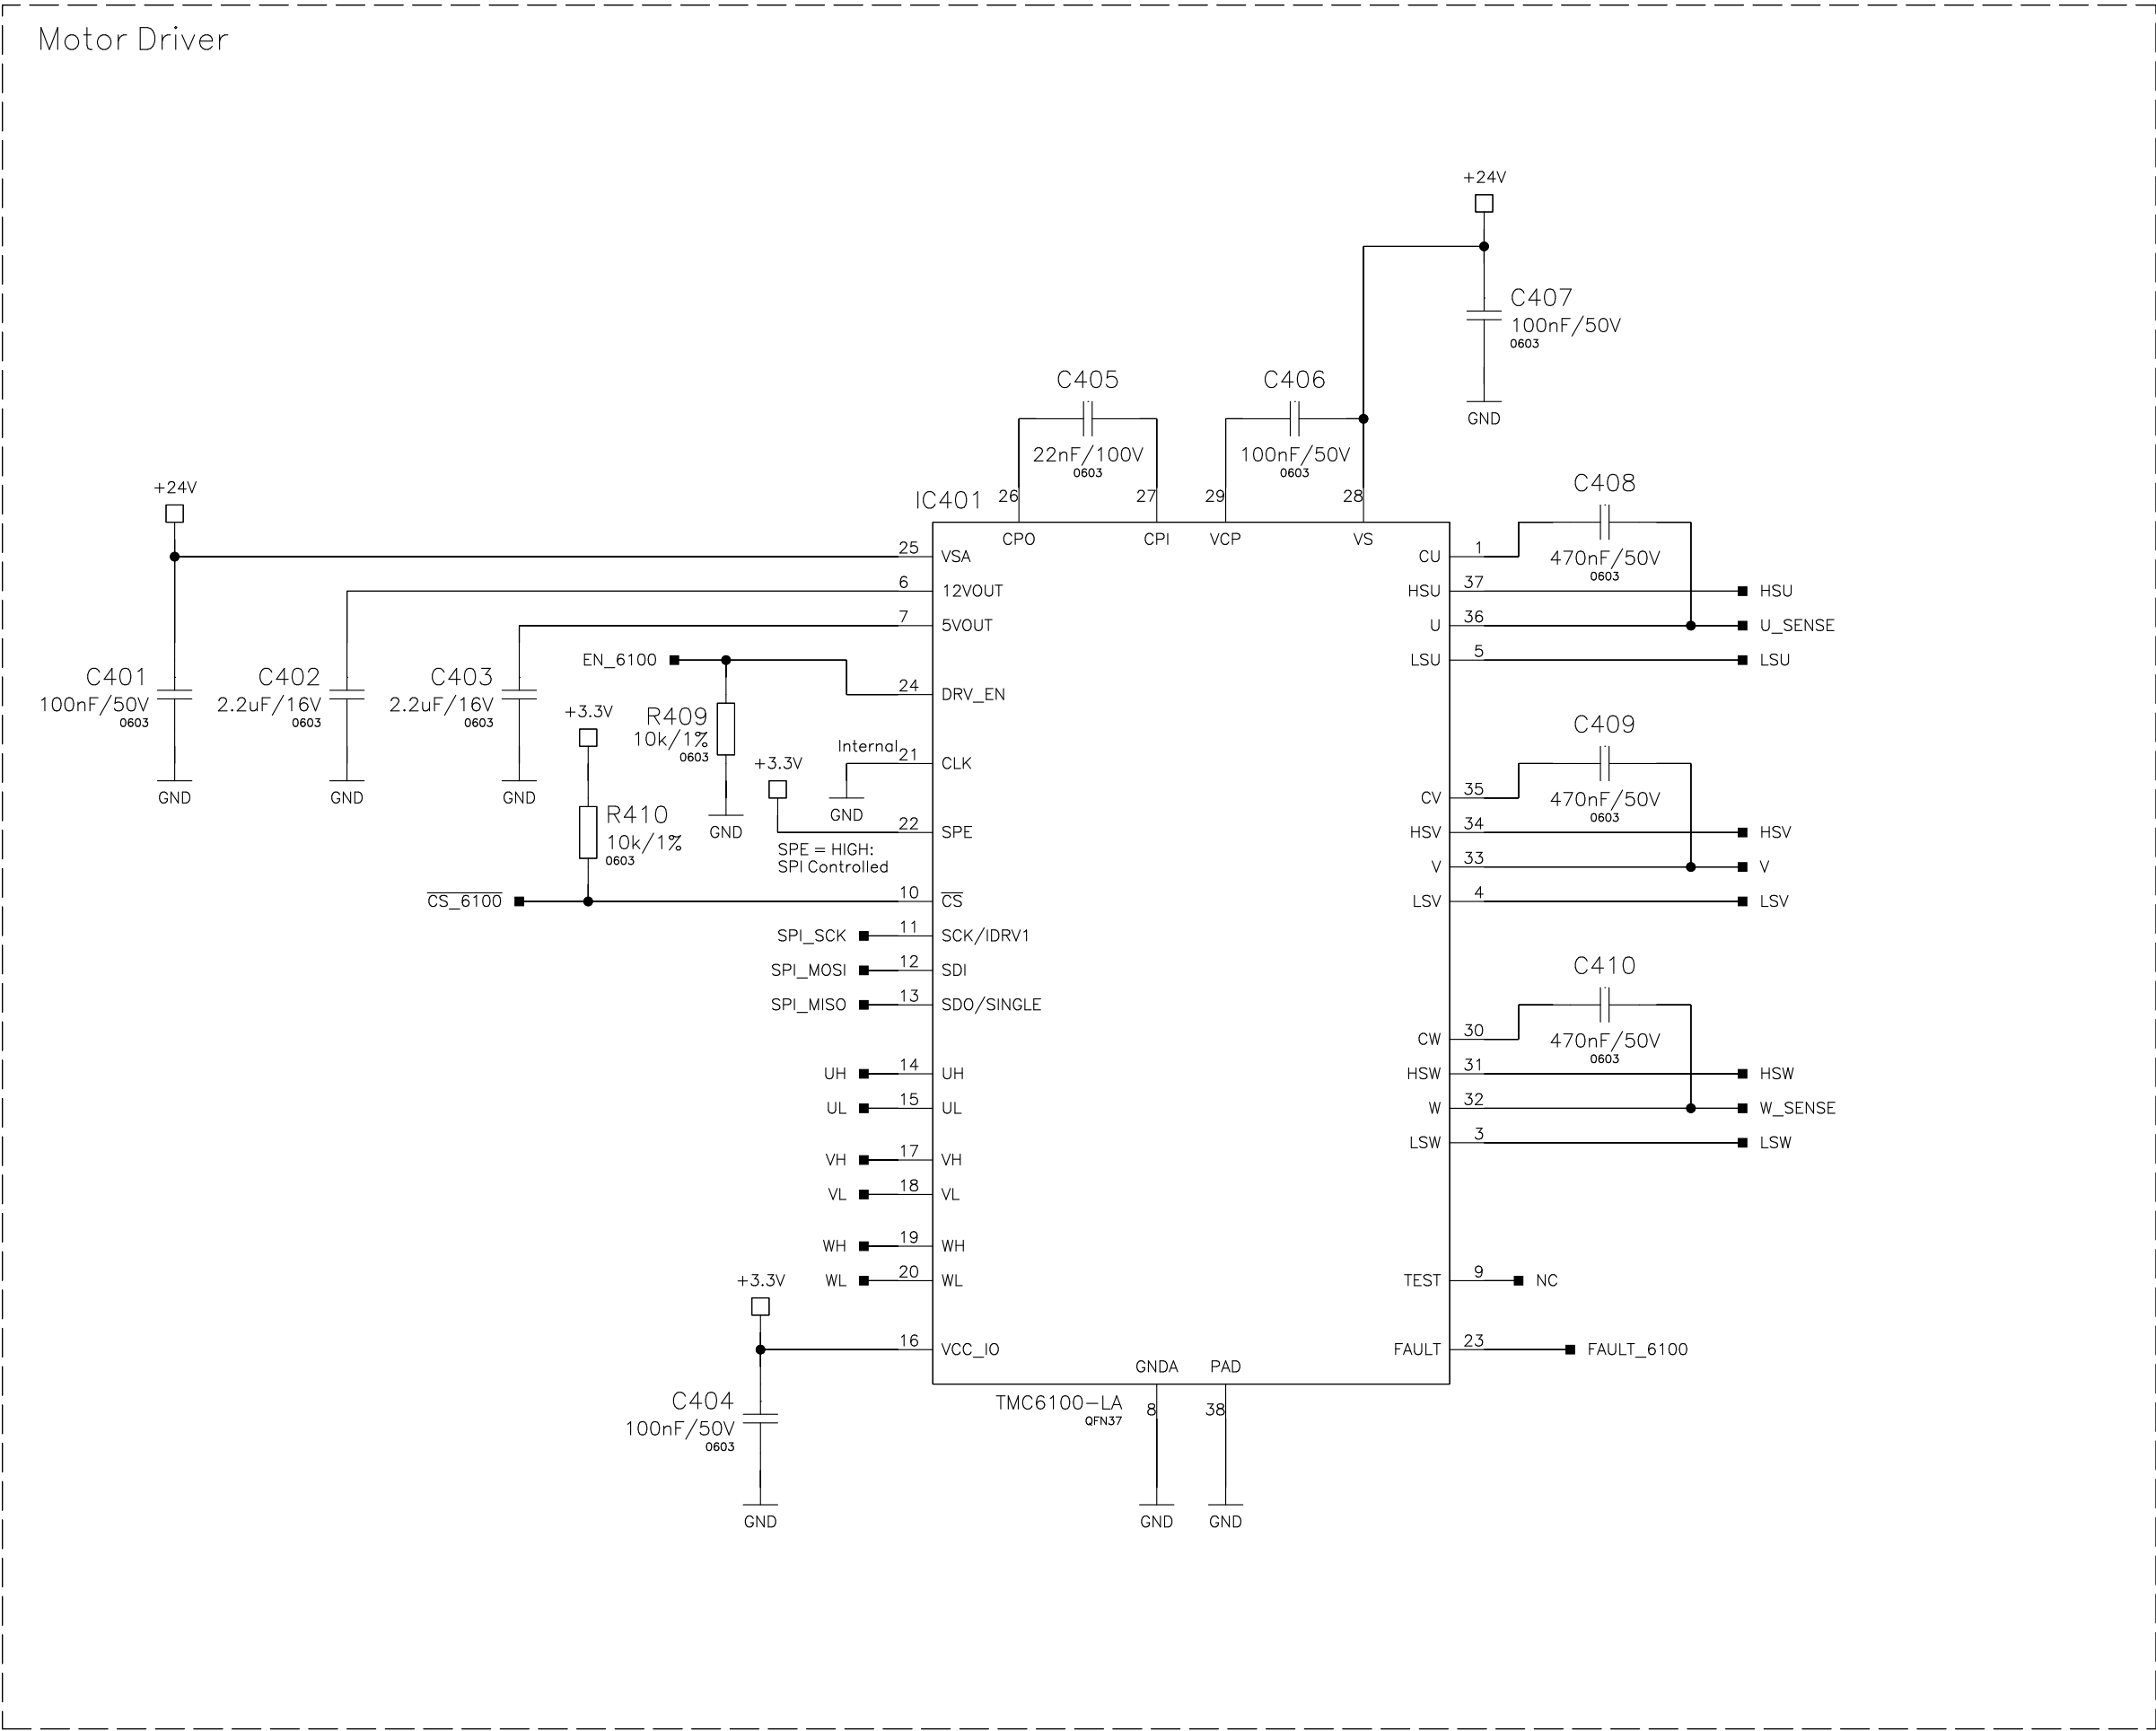 Motor Driver
+24V
C407
100nF/50V
0603
GND
C405
22nF/100V
0603
C406
100nF/50V
0603
+24V
IC401
26
27
29
28
CPO
CPI
VCP
VS
C408
470nF/50V
0603
25
VSA
6
12VOUT
7
5VOUT
CU
1
HSU
37
HSU
U
36
U_SENSE
LSU
5
LSU
C401
100nF/50V
0603
GND
C402
2.2uF/16V
0603
GND
C403
2.2uF/16V
0603
GND
EN_6100
24
DRV_EN
+3.3V
R409
10k/1%
0603
GND
Internal
21
CLK
GND
+3.3V
22
SPE
SPE = HIGH:
SPI Controlled
R410
10k/1%
0603
CS_6100
10
CS
SPI_SCK
11
SCK/IDRV1
SPI_MOSI
12
SDI
SPI_MISO
13
SDO/SINGLE
C409
470nF/50V
0603
CV
35
HSV
34
HSV
V
33
V
LSV
4
LSV
C410
470nF/50V
0603
CW
30
HSW
31
HSW
W
32
W_SENSE
LSW
3
LSW
UH
14
UH
UL
15
UL
VH
17
VH
VL
18
VL
WH
19
WH
WL
20
WL
TEST
9
NC
+3.3V
16
VCC_IO
FAULT
23
FAULT_6100
GNDA
PAD
C404
100nF/50V
0603
GND
TMC6100-LA
QFN37
8
38
GND
GND